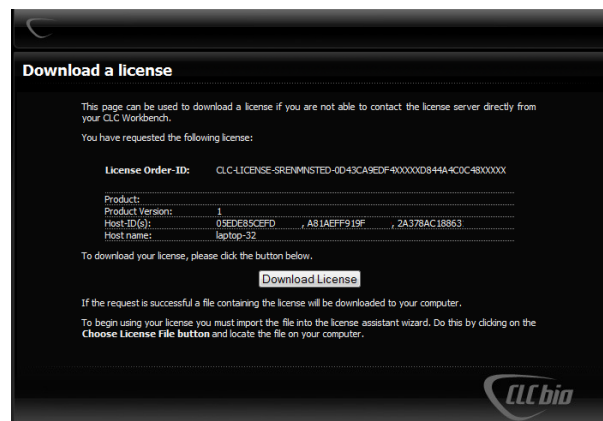 Download a license
This page can be used to download a license if you are not able to contact the license server directly from
your CLC Workbench.
You have requested the following license:
License Order-ID: CLC-LICENSE-SRENMNSTED-0D43CA9EDF4XXXXXD844A4C0C48XXXXX
Product:
Product Version: 1
Host-ID(s): 05EDE85CEFD , A81AEFF919F , 2A378AC18863
Host name: laptop-32
To download your license, please click the button below.
Download License
If the request is successful a file containing the license will be downloaded to your computer.
To begin using your license you must import the file into the license assistant wizard. Do this by clicking on the
Choose License File button and locate the file on your computer.
CLC bio